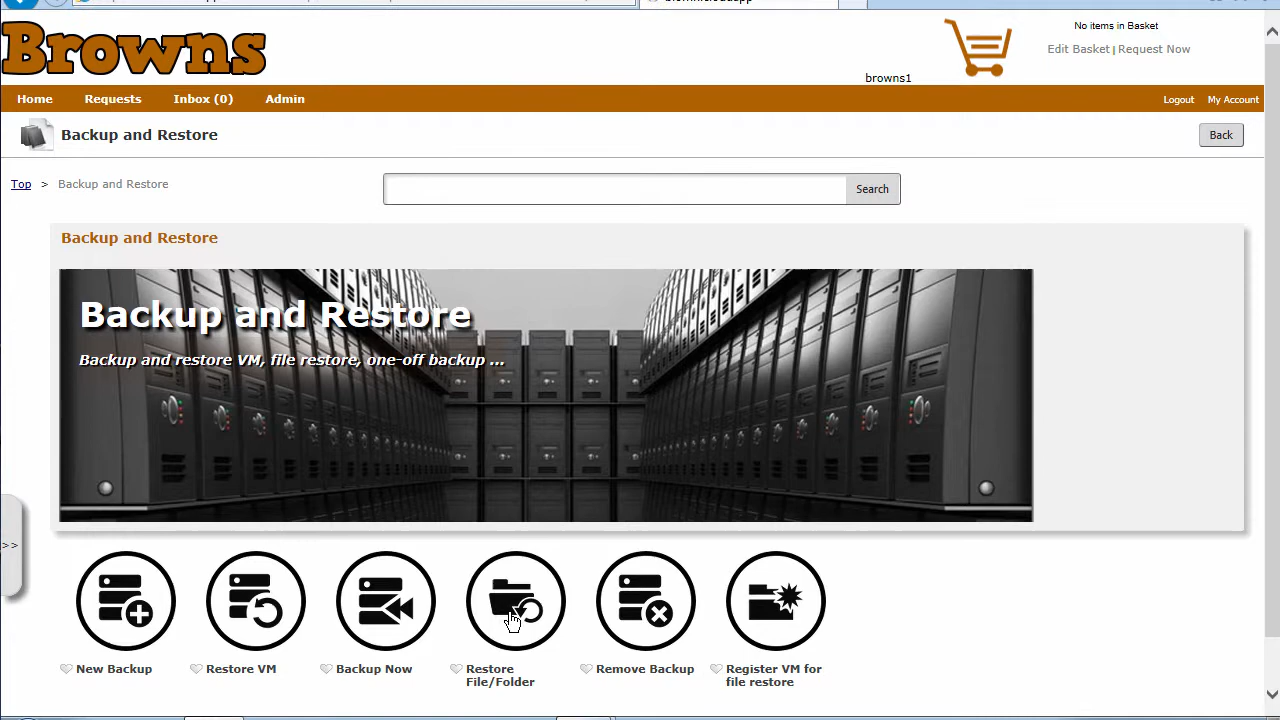 Browns
No items in Basket
Edit Basket | Request Now
browns1
Home Requests Inbox (0) Admin
Logout My Account
Backup and Restore
Back
Top > Backup and Restore
Search
Backup and Restore
Backup and Restore
Backup and restore VM, file restore, one-off backup ...
>>
New Backup
Restore VM
Backup Now
Restore
File/Folder
Remove Backup
Register VM for
file restore